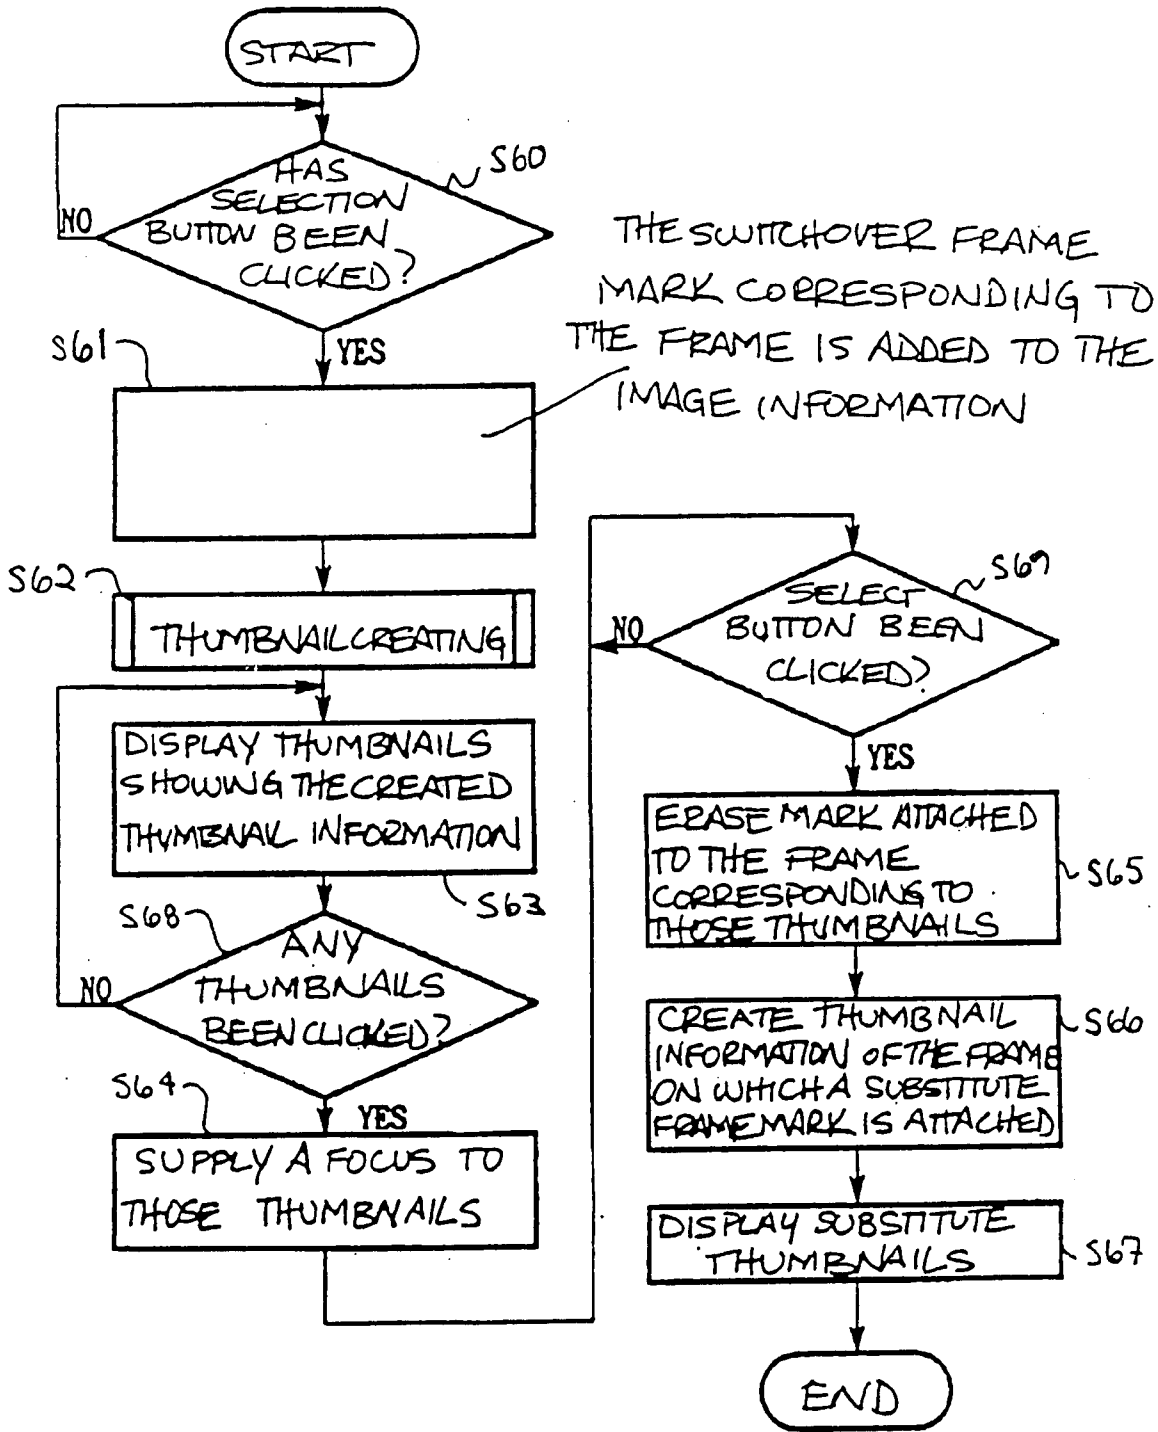 START
HAS
SELECTION
BUTTON BEEN
CLICKED?
S60
NO
YES
S61
THE SWITCHOVER FRAME
MARK CORRESPONDING TO
THE FRAME IS ADDED TO THE
IMAGE INFORMATION
S62
THUMBNAIL CREATING
DISPLAY THUMBNAILS
SHOWING THE CREATED
THUMBNAIL INFORMATION
S63
S68
ANY
THUMBNAILS
BEEN CLICKED?
NO
YES
S64
SUPPLY A FOCUS TO
THOSE THUMBNAILS
S69
SELECT
BUTTON BEEN
CLICKED?
NO
YES
ERASE MARK ATTACHED
TO THE FRAME
CORRESPONDING TO
THOSE THUMBNAILS
S65
CREATE THUMBNAIL
INFORMATION OF THE FRAME
ON WHICH A SUBSTITUTE
FRAME MARK IS ATTACHED
S66
DISPLAY SUBSTITUTE
THUMBNAILS
S67
END